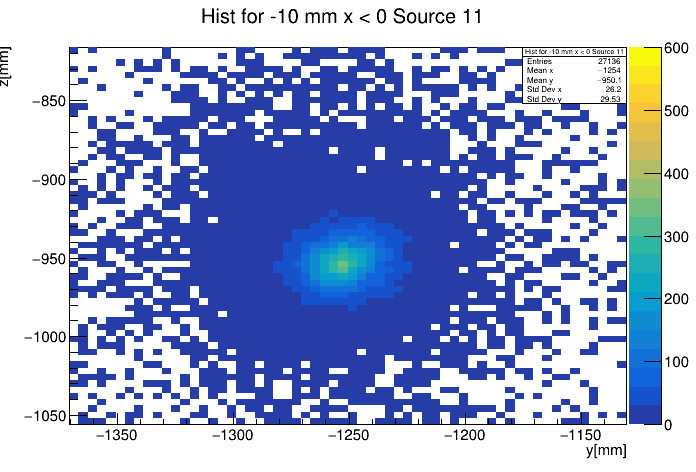 Hist for -10 mm x < 0 Source 11
z[mm]
Hist for -10 mm x < 0 Source 11
Entries 27136
Mean x −1254
Mean y −950.1
Std Dev x 26.2
Std Dev y 29.53
−850
−900
−950
−1000
−1050
−1350
−1300
−1250
−1200
−1150
y[mm]
600
500
400
300
200
100
0